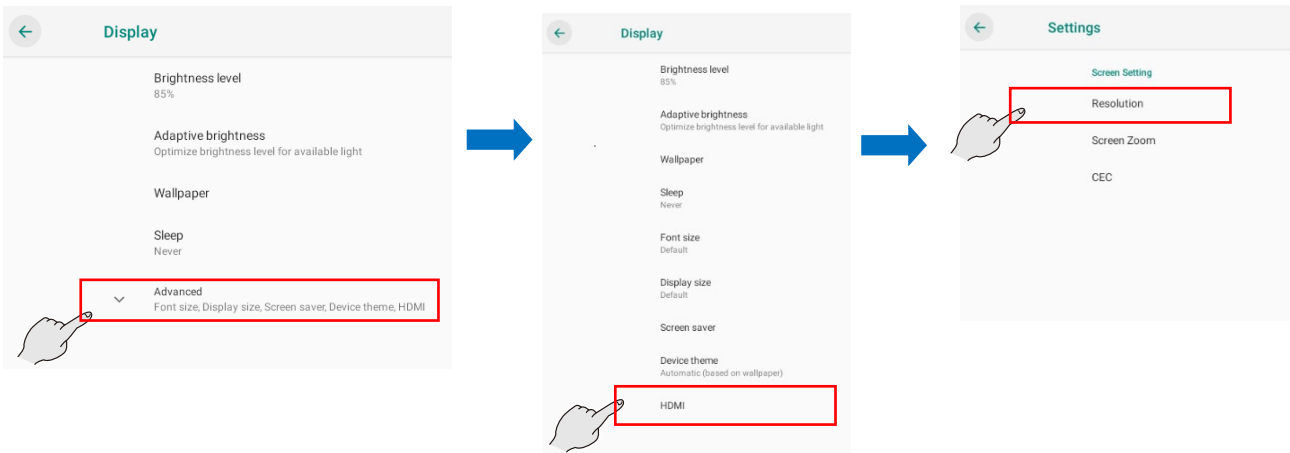 Display
Brightness level
85%
Adaptive brightness
Optimize brightness level for available light
Wallpaper
Sleep
Never
Advanced
Font size, Display size, Screen saver, Device theme, HDMI
Display
Brightness level
85%
Adaptive brightness
Optimize brightness level for available light
Wallpaper
Sleep
Never
Font size
Default
Display size
Default
Screen saver
Device theme
Automatic (based on wallpaper)
HDMI
Settings
Screen Setting
Resolution
Screen Zoom
CEC